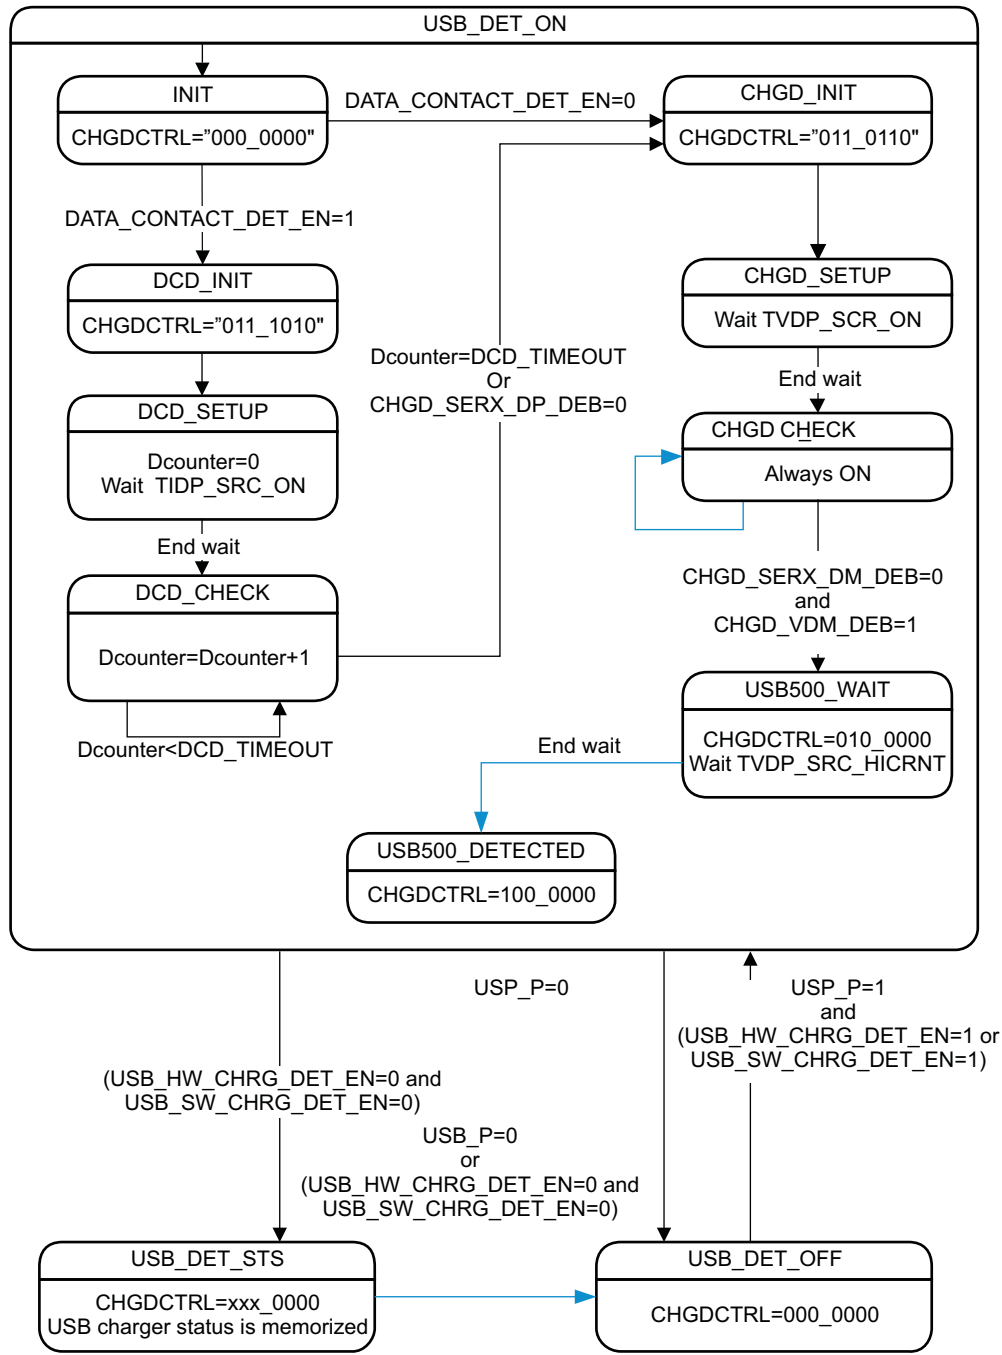 USB_DET_ON
INIT
CHGDCTRL=”000_0000"
DATA_CONTACT_DET_EN=0
CHGD_INIT
CHGDCTRL=”011_0110"
DATA_CONTACT_DET_EN=1
DCD_INIT
CHGDCTRL=”011_1010"
CHGD_SETUP
Wait TVDP_SCR_ON
Dcounter=DCD_TIMEOUT
Or
CHGD_SERX_DP_DEB=0
End wait
DCD_SETUP
Dcounter=0
Wait TIDP_SRC_ON
CHGD CHECK
Always ON
End wait
DCD_CHECK
Dcounter=Dcounter+1
Dcounter<DCD_TIMEOUT
CHGD_SERX_DM_DEB=0
and
CHGD_VDM_DEB=1
USB500_WAIT
CHGDCTRL=010_0000
Wait TVDP_SRC_HICRNT
End wait
USB500_DETECTED
CHGDCTRL=100_0000
USP_P=0
USP_P=1
and
(USB_HW_CHRG_DET_EN=1 or
USB_SW_CHRG_DET_EN=1)
(USB_HW_CHRG_DET_EN=0 and
USB_SW_CHRG_DET_EN=0)
USB_P=0
or
(USB_HW_CHRG_DET_EN=0 and
USB_SW_CHRG_DET_EN=0)
USB_DET_STS
CHGDCTRL=xxx_0000
USB charger status is memorized
USB_DET_OFF
CHGDCTRL=000_0000